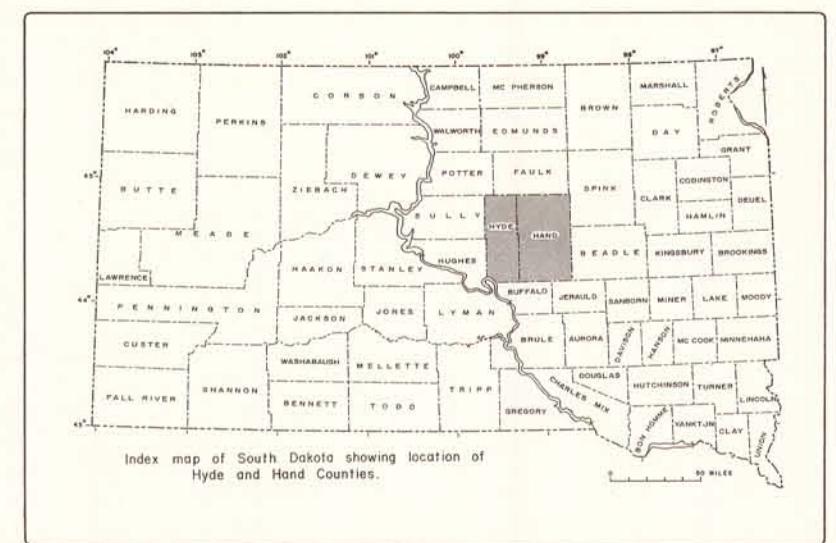 104° 103° 102° 101° 100° 99° 98° 97°
CAMPBELL MC PHERSON MARSHALL ROBERTS
HARDING PERKINS CORSON BROWN
WALWORTH EDMUNDS DAY
GRANT
45°
DEWEY POTTER FAULK CODINGTON
BUTTE ZIEBACH SPINK CLARK DEUEL
SULLY HYDE HAND HAMLIN
MEADE
HUGHES BEADLE KINGSBURY BROOKINGS
LAWRENCE HAAKON STANLEY
44° BUFFALO JERAULD SANBORN MINER LAKE MOODY
PENNINGTON JACKSON JONES LYMAN
CUSTER BRULE AURORA DAVISON HANSON MC COOK MINNEHAHA
WASHABAUGH MELLETTE
DOUGLAS
FALL RIVER SHANNON TRIPP CHARLES MIX HUTCHINSON TURNER LINCOLN
BENNETT TODD GREGORY
43° BON HOMME YANKTON CLAY UNION
Index map of South Dakota showing location of
Hyde and Hand Counties.
0 50 MILES